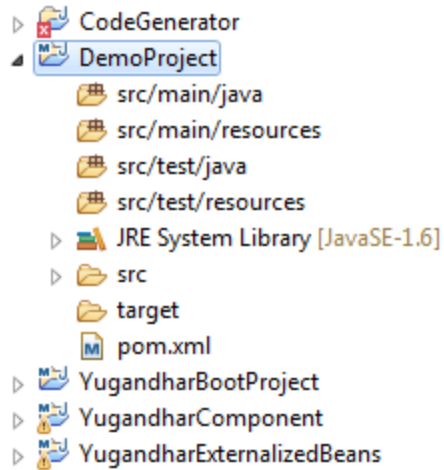 CodeGenerator
DemoProject
src/main/java
src/main/resources
src/test/java
src/test/resources
JRE System Library [JavaSE-1.6]
src
target
pom.xml
YugandharBootProject
YugandharComponent
YugandharExternalizedBeans